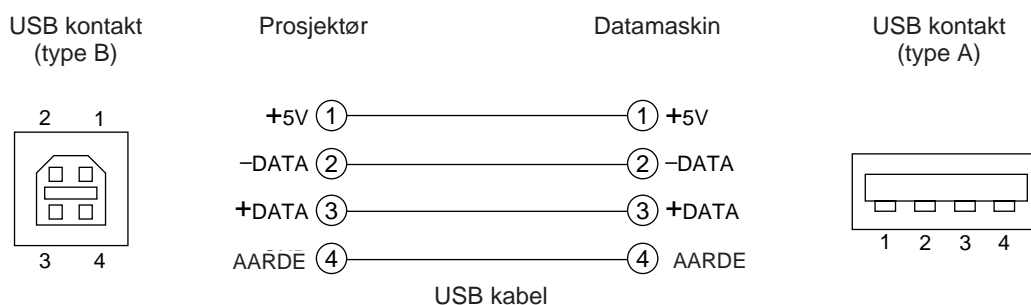 USB kontakt
(type B)
Prosjektør
Datamaskin
USB kontakt
(type A)
2 1
3 4
+5V 1 1 +5V
–DATA 2 2 –DATA
+DATA 3 3 +DATA
AARDE 4 4 AARDE
USB kabel
1 2 3 4